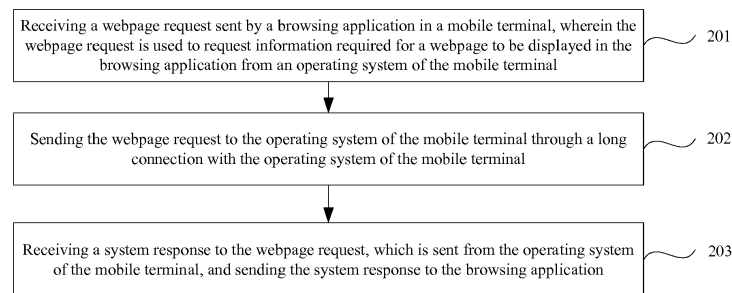 Receiving a webpage request sent by a browsing application in a mobile terminal, wherein the
webpage request is used to request information required for a webpage to be displayed in the
browsing application from an operating system of the mobile terminal
201
Sending the webpage request to the operating system of the mobile terminal through a long
connection with the operating system of the mobile terminal
202
Receiving a system response to the webpage request, which is sent from the operating system
of the mobile terminal, and sending the system response to the browsing application
203